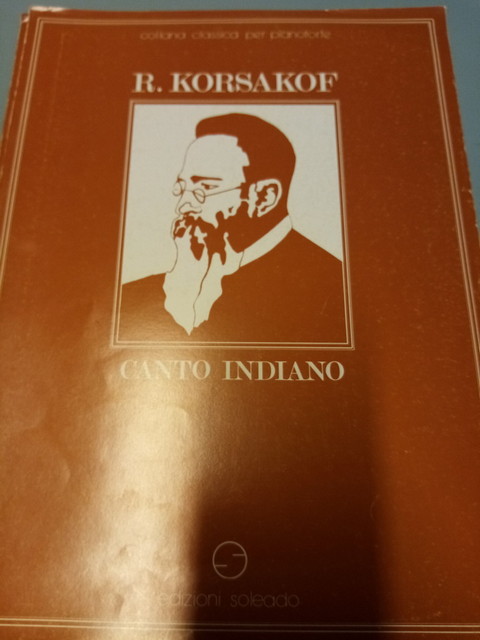 collana classica per pianoforte
R. KORSAKOF
CANTO INDIANO
edizioni soleado